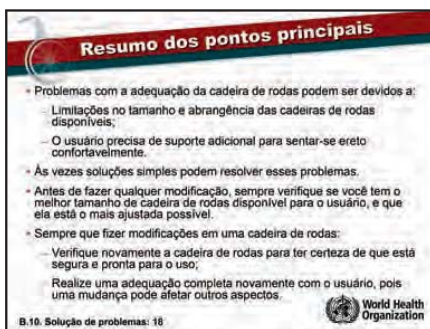 Resumo dos pontos principais
• Problemas com a adequação da cadeira de rodas podem ser devidos a:
– Limitações no tamanho e abrangência das cadeiras de rodas
disponíveis;
– O usuário precisa de suporte adicional para sentar-se ereto
confortavelmente.
• Às vezes soluções simples podem resolver esses problemas.
• Antes de fazer qualquer modificação, sempre verifique se você tem o
melhor tamanho de cadeira de rodas disponível para o usuário, e que
ela está o mais ajustada possível.
• Sempre que fizer modificações em uma cadeira de rodas:
– Verifique novamente a cadeira de rodas para ter certeza de que está
segura e pronta para o uso;
– Realize uma adequação completa novamente com o usuário, pois
uma mudança pode afetar outros aspectos.
World Health
Organization
B.10. Solução de problemas: 18